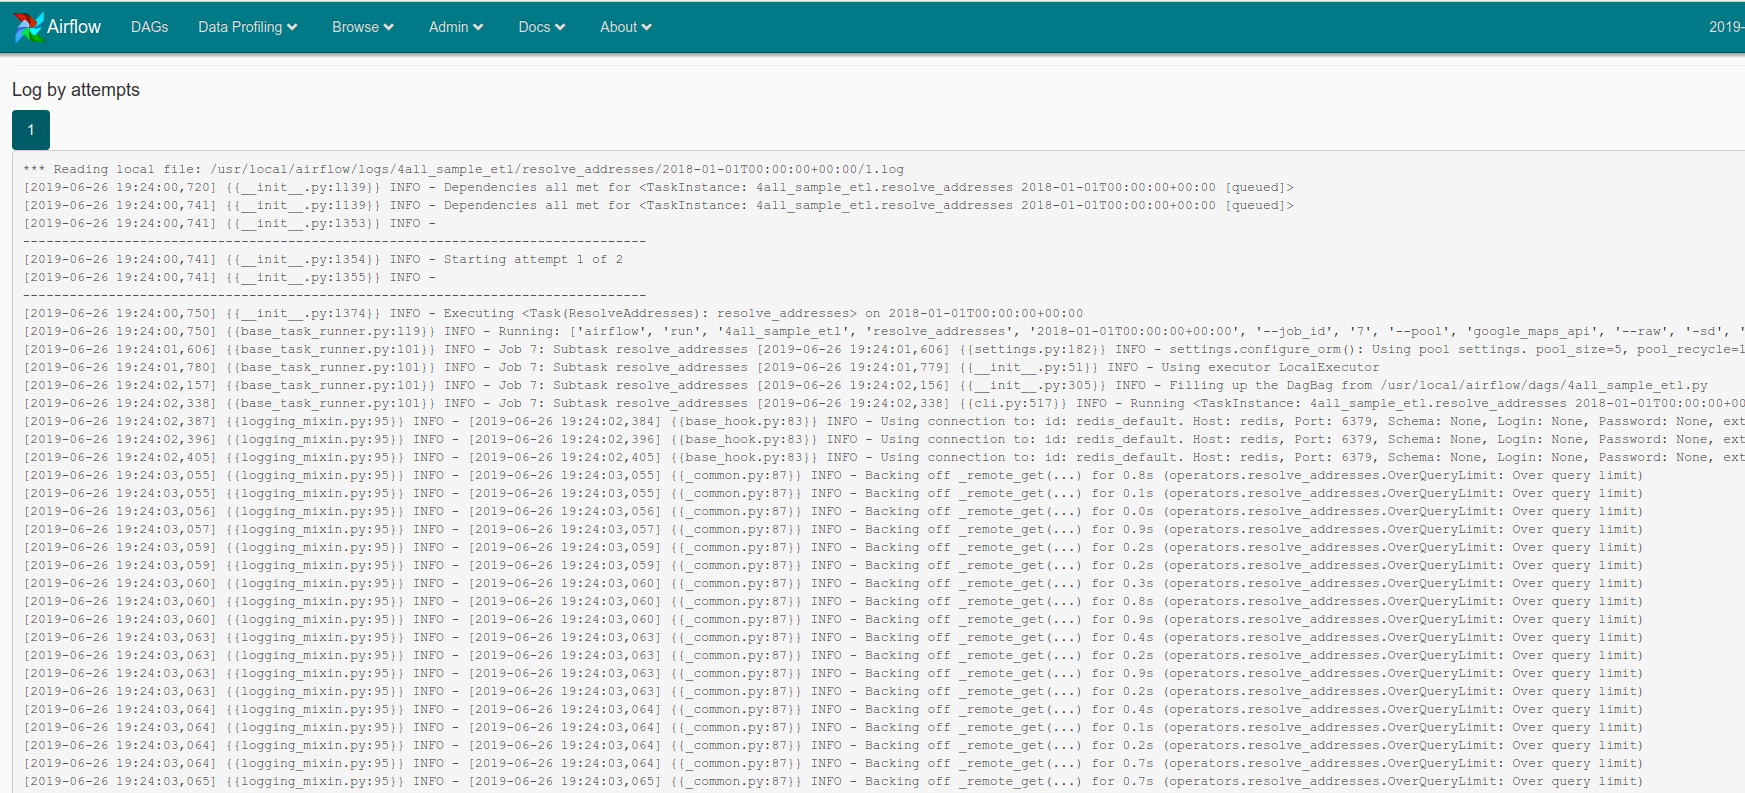 Airflow DAGs Data Profiling Browse Admin Docs About 2019-
Log by attempts
1
*** Reading local file: /usr/local/airflow/logs/4all_sample_etl/resolve_addresses/2018-01-01T00:00:00+00:00/1.log
[2019-06-26 19:24:00,720] {{__init__.py:1139}} INFO - Dependencies all met for <TaskInstance: 4all_sample_etl.resolve_addresses 2018-01-01T00:00:00+00:00 [queued]>
[2019-06-26 19:24:00,741] {{__init__.py:1139}} INFO - Dependencies all met for <TaskInstance: 4all_sample_etl.resolve_addresses 2018-01-01T00:00:00+00:00 [queued]>
[2019-06-26 19:24:00,741] {{__init__.py:1353}} INFO -
--------------------------------------------------------------------------------
[2019-06-26 19:24:00,741] {{__init__.py:1354}} INFO - Starting attempt 1 of 2
[2019-06-26 19:24:00,741] {{__init__.py:1355}} INFO -
--------------------------------------------------------------------------------
[2019-06-26 19:24:00,750] {{__init__.py:1374}} INFO - Executing <Task(ResolveAddresses): resolve_addresses> on 2018-01-01T00:00:00+00:00
[2019-06-26 19:24:00,750] {{base_task_runner.py:119}} INFO - Running: ['airflow', 'run', '4all_sample_etl', 'resolve_addresses', '2018-01-01T00:00:00+00:00', '--job_id', '7', '--pool', 'google_maps_api', '--raw', '-sd', '
[2019-06-26 19:24:01,606] {{base_task_runner.py:101}} INFO - Job 7: Subtask resolve_addresses [2019-06-26 19:24:01,606] {{settings.py:182}} INFO - settings.configure_orm(): Using pool settings. pool_size=5, pool_recycle=1
[2019-06-26 19:24:01,780] {{base_task_runner.py:101}} INFO - Job 7: Subtask resolve_addresses [2019-06-26 19:24:01,779] {{__init__.py:51}} INFO - Using executor LocalExecutor
[2019-06-26 19:24:02,157] {{base_task_runner.py:101}} INFO - Job 7: Subtask resolve_addresses [2019-06-26 19:24:02,156] {{__init__.py:305}} INFO - Filling up the DagBag from /usr/local/airflow/dags/4all_sample_etl.py
[2019-06-26 19:24:02,338] {{base_task_runner.py:101}} INFO - Job 7: Subtask resolve_addresses [2019-06-26 19:24:02,338] {{cli.py:517}} INFO - Running <TaskInstance: 4all_sample_etl.resolve_addresses 2018-01-01T00:00:00+00
[2019-06-26 19:24:02,387] {{logging_mixin.py:95}} INFO - [2019-06-26 19:24:02,384] {{base_hook.py:83}} INFO - Using connection to: id: redis_default. Host: redis, Port: 6379, Schema: None, Login: None, Password: None, ext
[2019-06-26 19:24:02,396] {{logging_mixin.py:95}} INFO - [2019-06-26 19:24:02,396] {{base_hook.py:83}} INFO - Using connection to: id: redis_default. Host: redis, Port: 6379, Schema: None, Login: None, Password: None, ext
[2019-06-26 19:24:02,405] {{logging_mixin.py:95}} INFO - [2019-06-26 19:24:02,405] {{base_hook.py:83}} INFO - Using connection to: id: redis_default. Host: redis, Port: 6379, Schema: None, Login: None, Password: None, ext
[2019-06-26 19:24:03,055] {{logging_mixin.py:95}} INFO - [2019-06-26 19:24:03,055] {{_common.py:87}} INFO - Backing off _remote_get(...) for 0.8s (operators.resolve_addresses.OverQueryLimit: Over query limit)
[2019-06-26 19:24:03,055] {{logging_mixin.py:95}} INFO - [2019-06-26 19:24:03,055] {{_common.py:87}} INFO - Backing off _remote_get(...) for 0.1s (operators.resolve_addresses.OverQueryLimit: Over query limit)
[2019-06-26 19:24:03,056] {{logging_mixin.py:95}} INFO - [2019-06-26 19:24:03,056] {{_common.py:87}} INFO - Backing off _remote_get(...) for 0.0s (operators.resolve_addresses.OverQueryLimit: Over query limit)
[2019-06-26 19:24:03,057] {{logging_mixin.py:95}} INFO - [2019-06-26 19:24:03,057] {{_common.py:87}} INFO - Backing off _remote_get(...) for 0.9s (operators.resolve_addresses.OverQueryLimit: Over query limit)
[2019-06-26 19:24:03,059] {{logging_mixin.py:95}} INFO - [2019-06-26 19:24:03,059] {{_common.py:87}} INFO - Backing off _remote_get(...) for 0.2s (operators.resolve_addresses.OverQueryLimit: Over query limit)
[2019-06-26 19:24:03,059] {{logging_mixin.py:95}} INFO - [2019-06-26 19:24:03,059] {{_common.py:87}} INFO - Backing off _remote_get(...) for 0.2s (operators.resolve_addresses.OverQueryLimit: Over query limit)
[2019-06-26 19:24:03,060] {{logging_mixin.py:95}} INFO - [2019-06-26 19:24:03,060] {{_common.py:87}} INFO - Backing off _remote_get(...) for 0.3s (operators.resolve_addresses.OverQueryLimit: Over query limit)
[2019-06-26 19:24:03,060] {{logging_mixin.py:95}} INFO - [2019-06-26 19:24:03,060] {{_common.py:87}} INFO - Backing off _remote_get(...) for 0.8s (operators.resolve_addresses.OverQueryLimit: Over query limit)
[2019-06-26 19:24:03,060] {{logging_mixin.py:95}} INFO - [2019-06-26 19:24:03,060] {{_common.py:87}} INFO - Backing off _remote_get(...) for 0.9s (operators.resolve_addresses.OverQueryLimit: Over query limit)
[2019-06-26 19:24:03,063] {{logging_mixin.py:95}} INFO - [2019-06-26 19:24:03,063] {{_common.py:87}} INFO - Backing off _remote_get(...) for 0.4s (operators.resolve_addresses.OverQueryLimit: Over query limit)
[2019-06-26 19:24:03,063] {{logging_mixin.py:95}} INFO - [2019-06-26 19:24:03,063] {{_common.py:87}} INFO - Backing off _remote_get(...) for 0.2s (operators.resolve_addresses.OverQueryLimit: Over query limit)
[2019-06-26 19:24:03,063] {{logging_mixin.py:95}} INFO - [2019-06-26 19:24:03,063] {{_common.py:87}} INFO - Backing off _remote_get(...) for 0.9s (operators.resolve_addresses.OverQueryLimit: Over query limit)
[2019-06-26 19:24:03,063] {{logging_mixin.py:95}} INFO - [2019-06-26 19:24:03,063] {{_common.py:87}} INFO - Backing off _remote_get(...) for 0.2s (operators.resolve_addresses.OverQueryLimit: Over query limit)
[2019-06-26 19:24:03,064] {{logging_mixin.py:95}} INFO - [2019-06-26 19:24:03,064] {{_common.py:87}} INFO - Backing off _remote_get(...) for 0.4s (operators.resolve_addresses.OverQueryLimit: Over query limit)
[2019-06-26 19:24:03,064] {{logging_mixin.py:95}} INFO - [2019-06-26 19:24:03,064] {{_common.py:87}} INFO - Backing off _remote_get(...) for 0.1s (operators.resolve_addresses.OverQueryLimit: Over query limit)
[2019-06-26 19:24:03,064] {{logging_mixin.py:95}} INFO - [2019-06-26 19:24:03,064] {{_common.py:87}} INFO - Backing off _remote_get(...) for 0.2s (operators.resolve_addresses.OverQueryLimit: Over query limit)
[2019-06-26 19:24:03,064] {{logging_mixin.py:95}} INFO - [2019-06-26 19:24:03,064] {{_common.py:87}} INFO - Backing off _remote_get(...) for 0.7s (operators.resolve_addresses.OverQueryLimit: Over query limit)
[2019-06-26 19:24:03,065] {{logging_mixin.py:95}} INFO - [2019-06-26 19:24:03,065] {{_common.py:87}} INFO - Backing off _remote_get(...) for 0.7s (operators.resolve_addresses.OverQueryLimit: Over query limit)